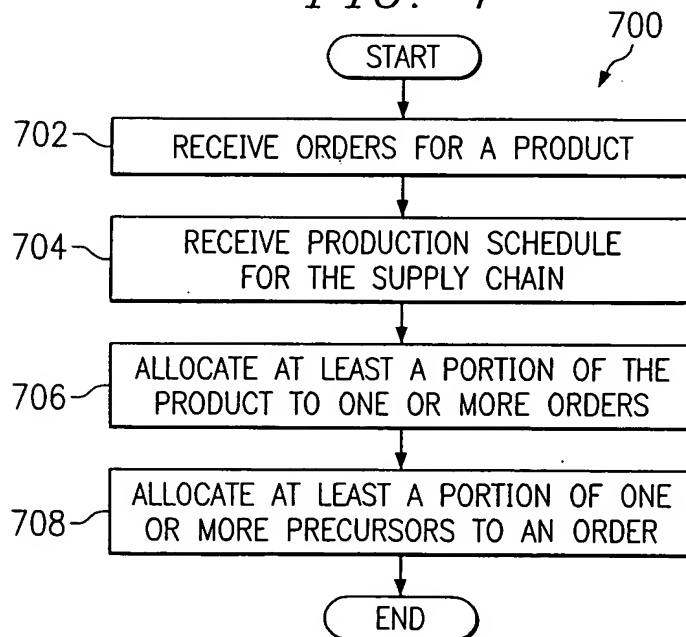 FIG. 7
700
START
702
RECEIVE ORDERS FOR A PRODUCT
704
RECEIVE PRODUCTION SCHEDULE
FOR THE SUPPLY CHAIN
706
ALLOCATE AT LEAST A PORTION OF THE
PRODUCT TO ONE OR MORE ORDERS
708
ALLOCATE AT LEAST A PORTION OF ONE
OR MORE PRECURSORS TO AN ORDER
END